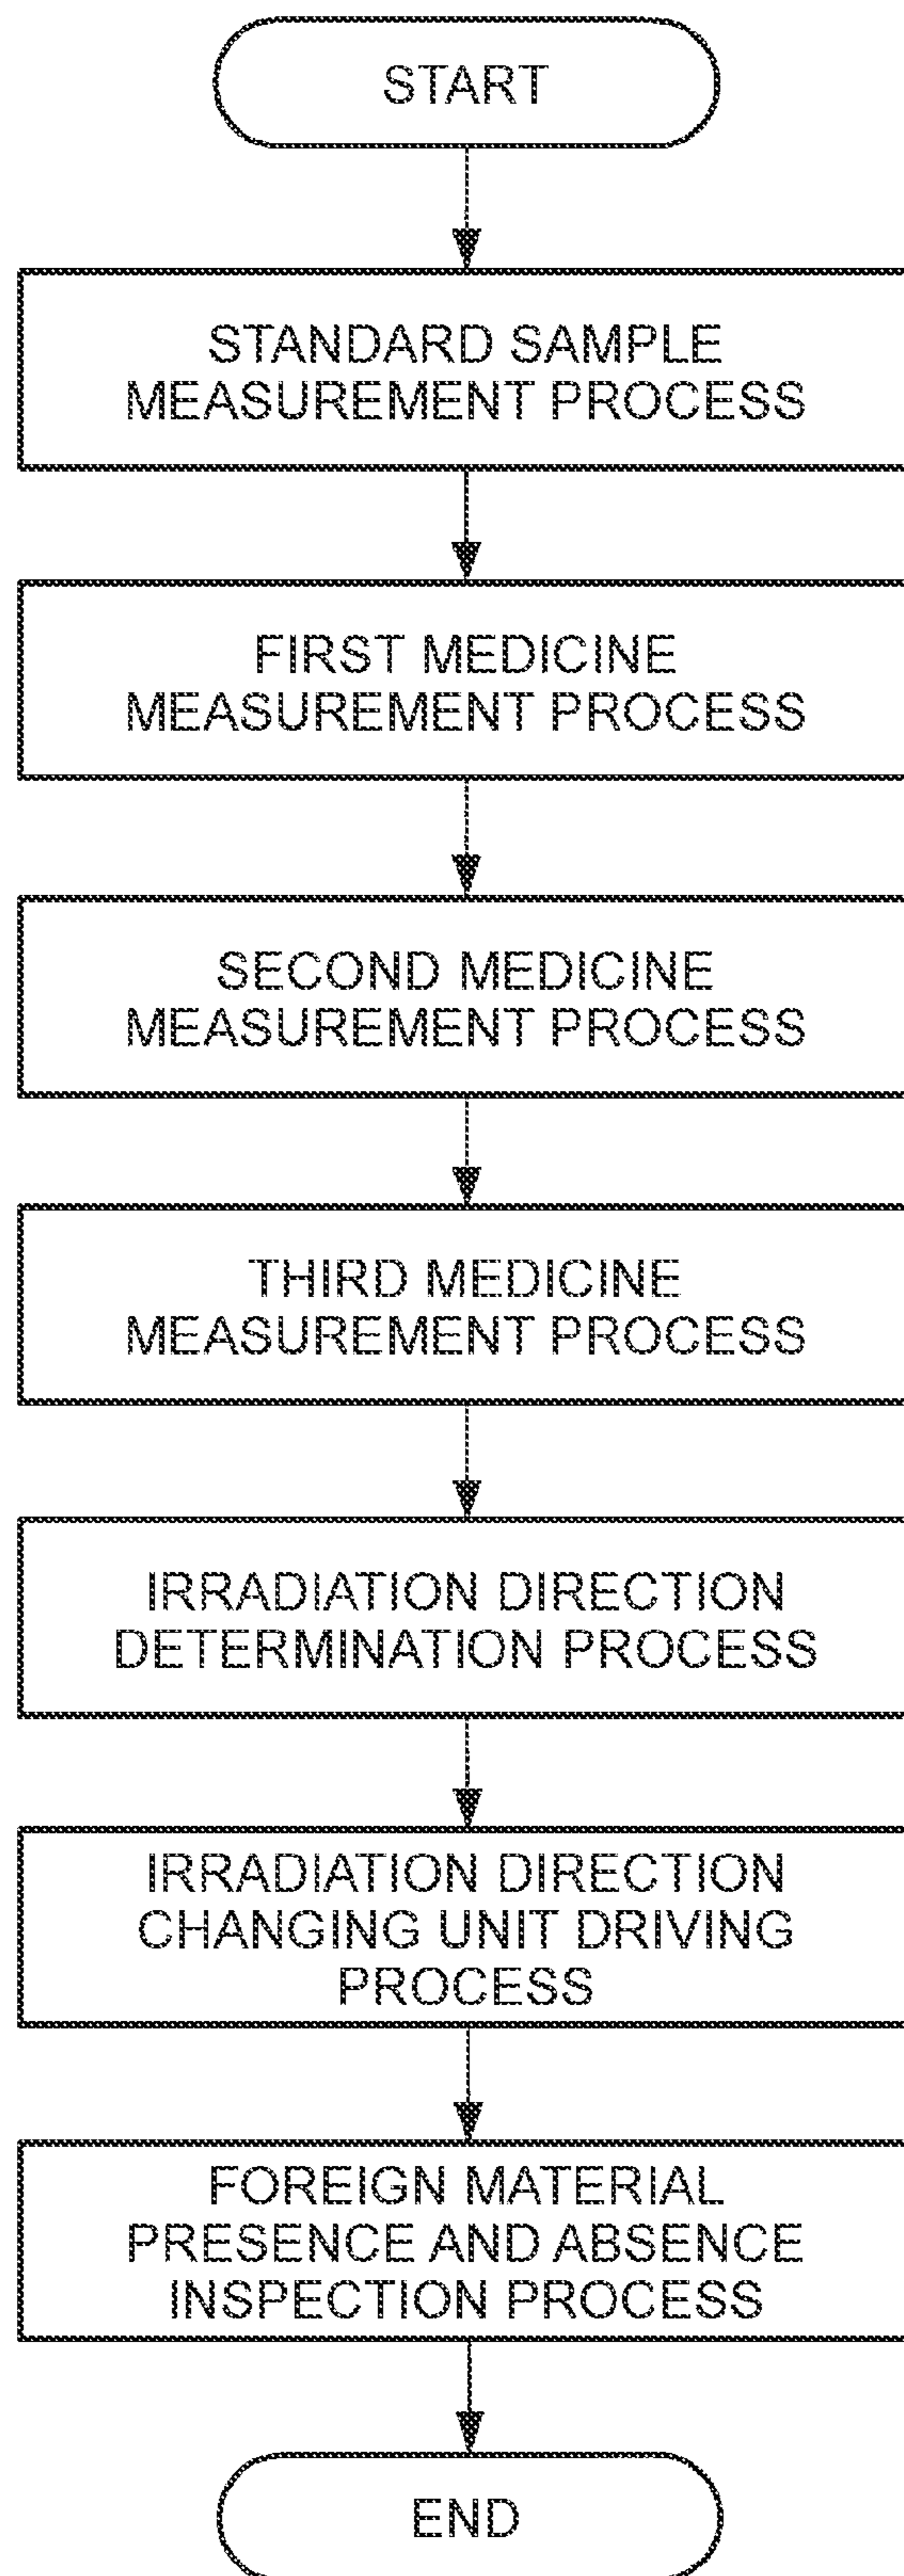 START
STANDARD SAMPLE
MEASUREMENT PROCESS
FIRST MEDICINE
MEASUREMENT PROCESS
SECOND MEDICINE
MEASUREMENT PROCESS
THIRD MEDICINE
MEASUREMENT PROCESS
IRRADIATION DIRECTION
DETERMINATION PROCESS
IRRADIATION DIRECTION
CHANGING UNIT DRIVING
PROCESS
FOREIGN MATERIAL
PRESENCE AND ABSENCE
INSPECTION PROCESS
END